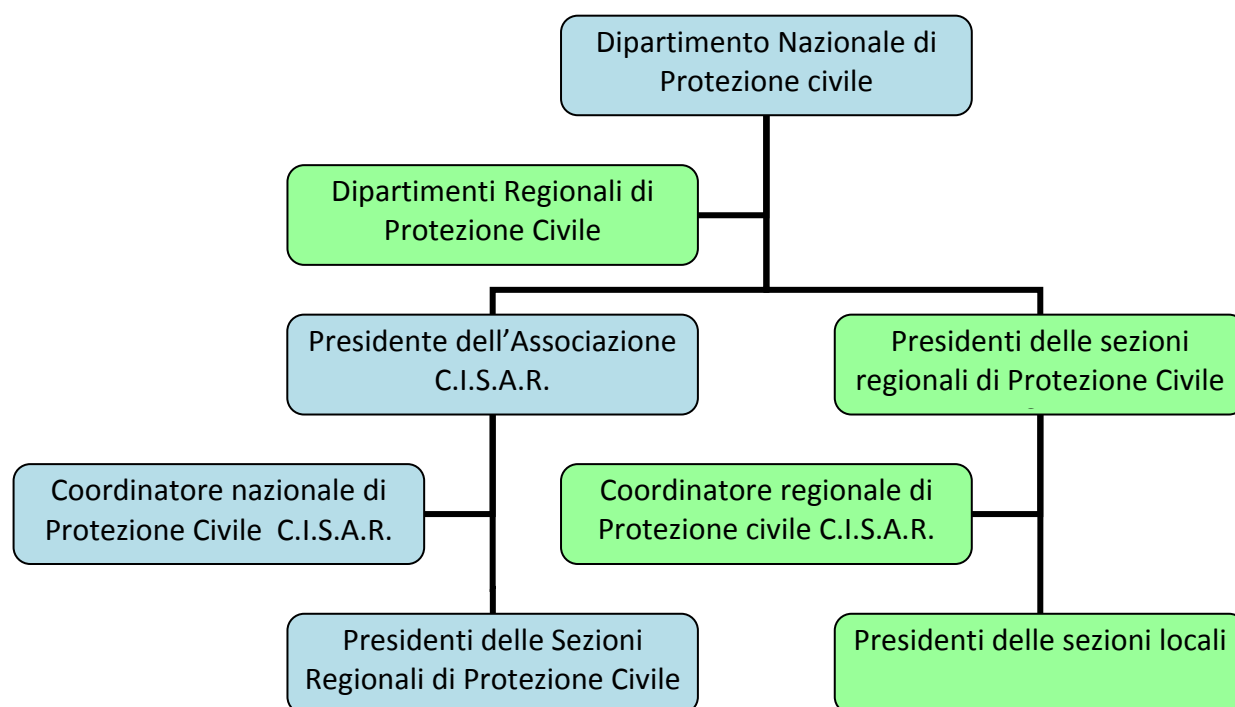 Dipartimento Nazionale di
Protezione civile
Dipartimenti Regionali di
Protezione Civile
Presidente dell’Associazione
C.I.S.A.R.
Presidenti delle sezioni
regionali di Protezione Civile
Coordinatore nazionale di
Protezione Civile C.I.S.A.R.
Coordinatore regionale di
Protezione civile C.I.S.A.R.
Presidenti delle Sezioni
Regionali di Protezione Civile
Presidenti delle sezioni locali